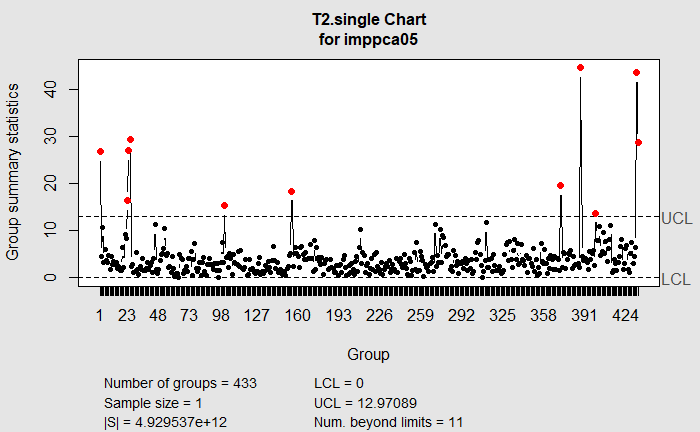 T2.single Chart
for imppca05
Group summary statistics
40
30
20
10
0
UCL
LCL
1 23 48 73 98 127 160 193 226 259 292 325 358 391 424
Group
Number of groups = 433 LCL = 0
Sample size = 1 UCL = 12.97089
|S| = 4.929537e+12 Num. beyond limits = 11